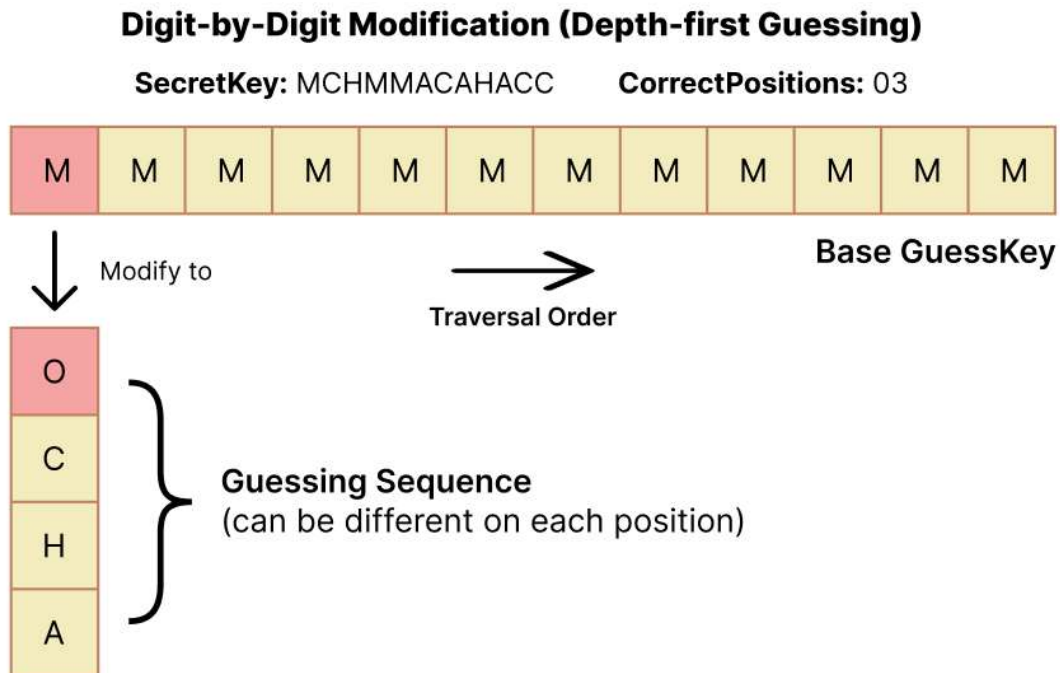 Digit-by-Digit Modification (Depth-first Guessing)
SecretKey: MCHMMACAHACC CorrectPositions: 03
M M M M M M M M M M M M
Base GuessKey
Modify to
Traversal Order
O
C
Guessing Sequence
(can be different on each position)
H
A